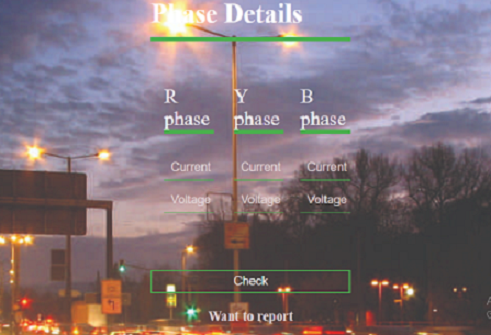 Phase Details
R Y B
phase phase phase
Current Current Current
Voltage Voltage Voltage
Check
Want to report